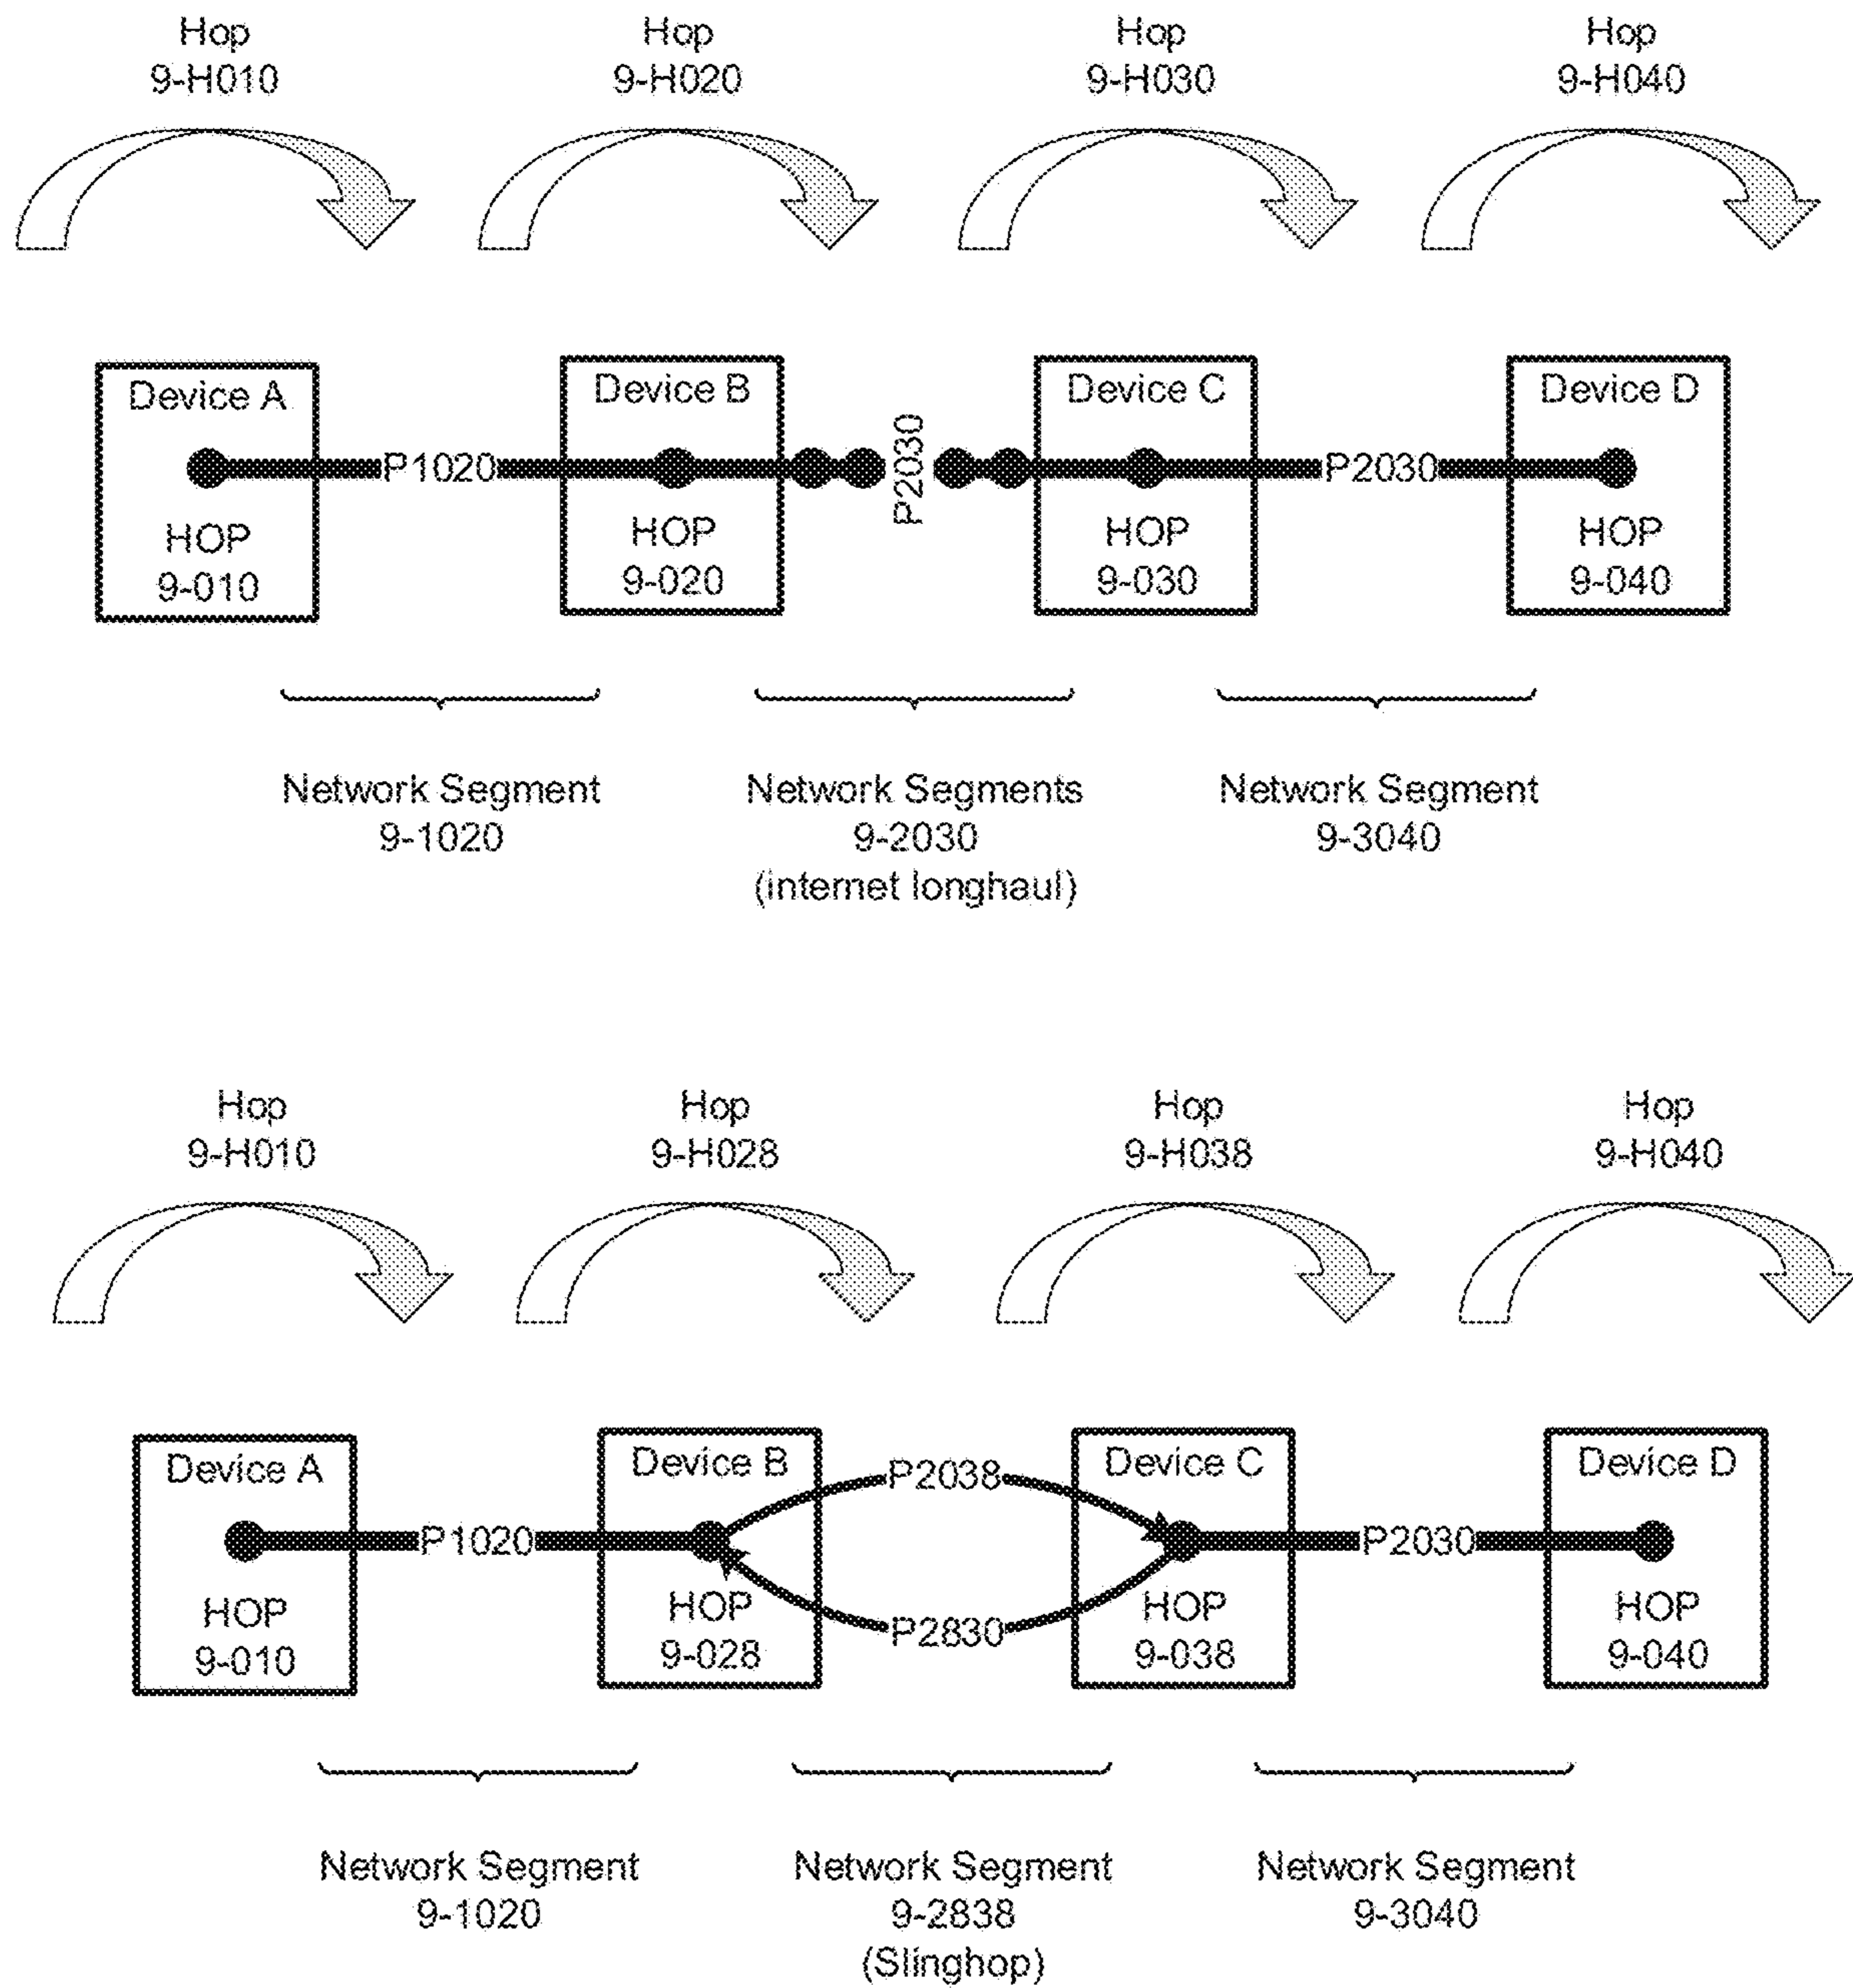 Hop
9-H010
Hop
9-H020
Hop
9-H030
Hop
9-H040
Device A
Device B
Device C
Device D
P1020
P2030
P2030
HOP
9-010
HOP
9-020
HOP
9-030
HOP
9-040
Network Segment
9-1020
Network Segments
9-2030
(internet longhaul)
Network Segment
9-3040
Hop
9-H010
Hop
9-H028
Hop
9-H038
Hop
9-H040
Device A
Device B
Device C
Device D
P2038
P1020
P2030
P2830
HOP
9-010
HOP
9-028
HOP
9-038
HOP
9-040
Network Segment
9-1020
Network Segment
9-2838
(Slinghop)
Network Segment
9-3040